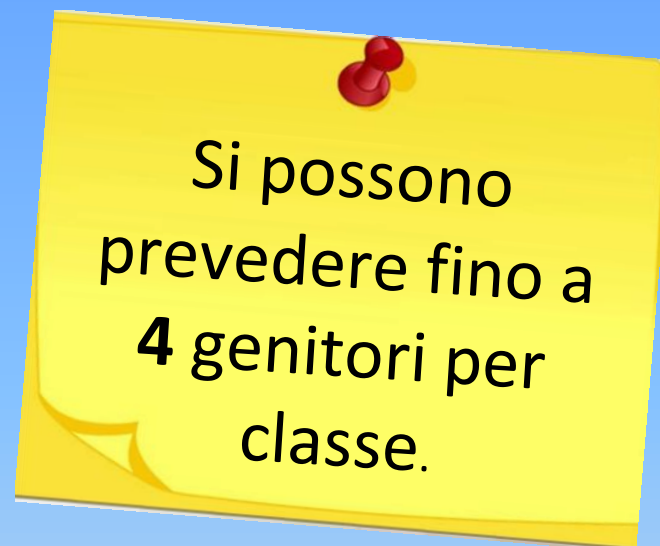 Si possono
prevedere fino a
4 genitori per
classe.